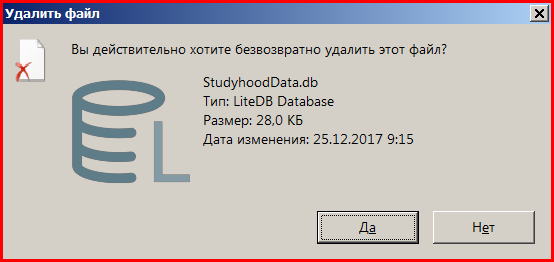 Удалить файл
Вы действительно хотите безвозвратно удалить этот файл?
StudyhoodData.db
Тип: LiteDB Database
Размер: 28,0 КБ
Дата изменения: 25.12.2017 9:15
L
Да
Нет